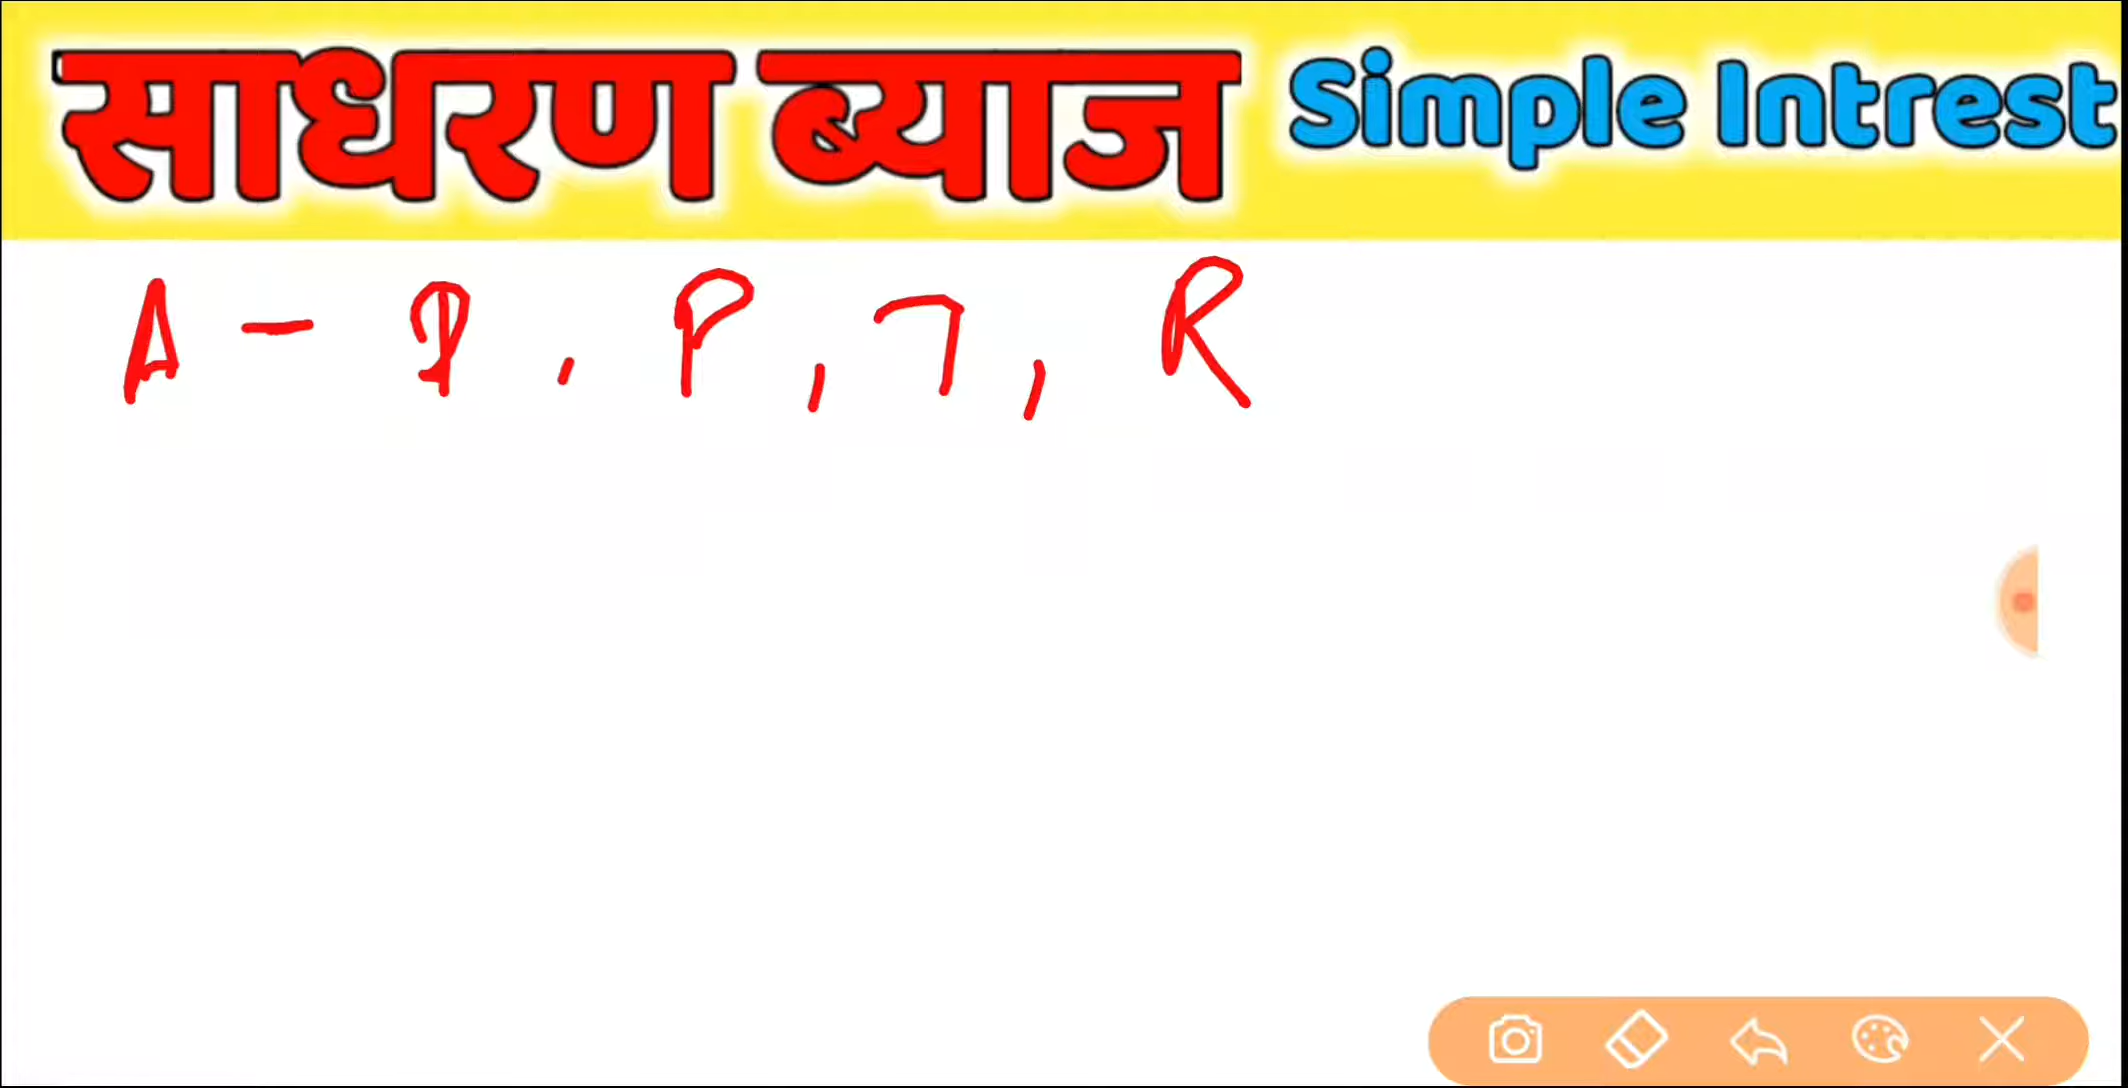 साधरण ब्याज Simple Intrest
A - P, P, T, R